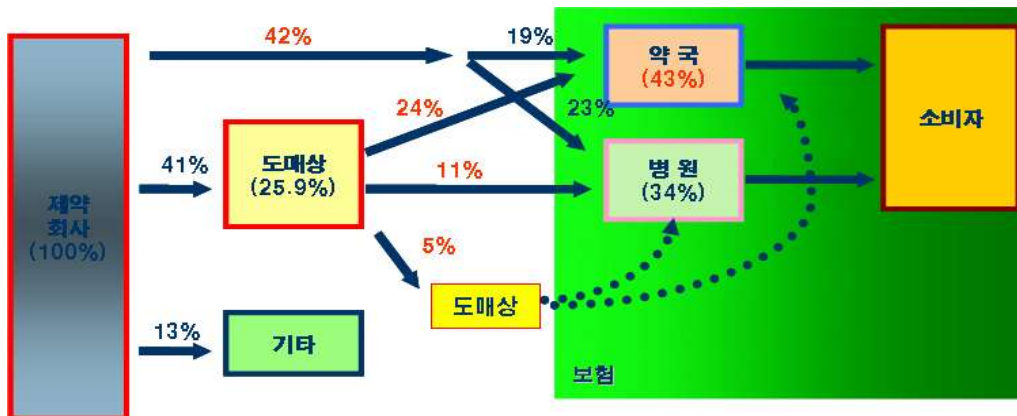 42%
19%
약 국
(43%)
24%
23%
소비자
41%
도매상
(25.9%)
11%
병 원
(34%)
제약
회사
(100%)
5%
도매상
13%
기타
보험